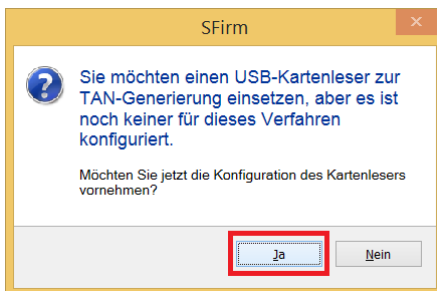 SFirm
Sie möchten einen USB-Kartenleser zur
TAN-Generierung einsetzen, aber es ist
noch keiner für dieses Verfahren
konfiguriert.
Möchten Sie jetzt die Konfiguration des Kartenlesers
vornehmen?
Ja
Nein